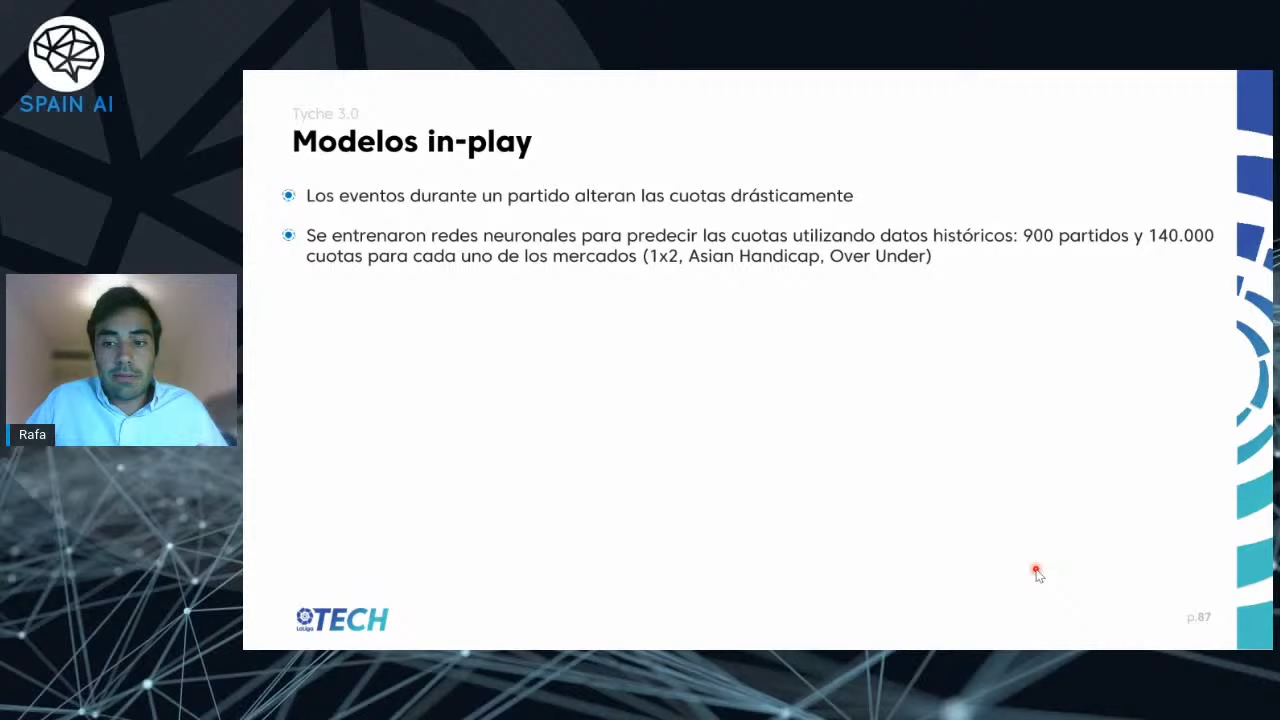 SPAIN AI
Tyche 3.0
Modelos in-play
Los eventos durante un partido alteran las cuotas drásticamente
Se entrenaron redes neuronales para predecir las cuotas utilizando datos históricos: 900 partidos y 140.000
cuotas para cada uno de los mercados (1x2, Asian Handicap, Over Under)
Rafa
LaLiga TECH
p.87